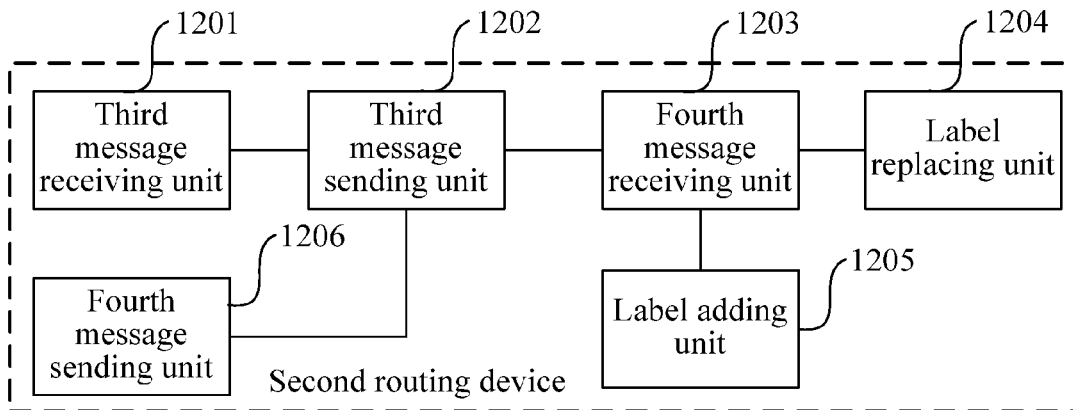 1201
1202
1203
1204
Third
message
receiving unit
Third
message
sending unit
Fourth
message
receiving unit
Label
replacing unit
1206
1205
Fourth
message
sending unit
Label adding
unit
Second routing device